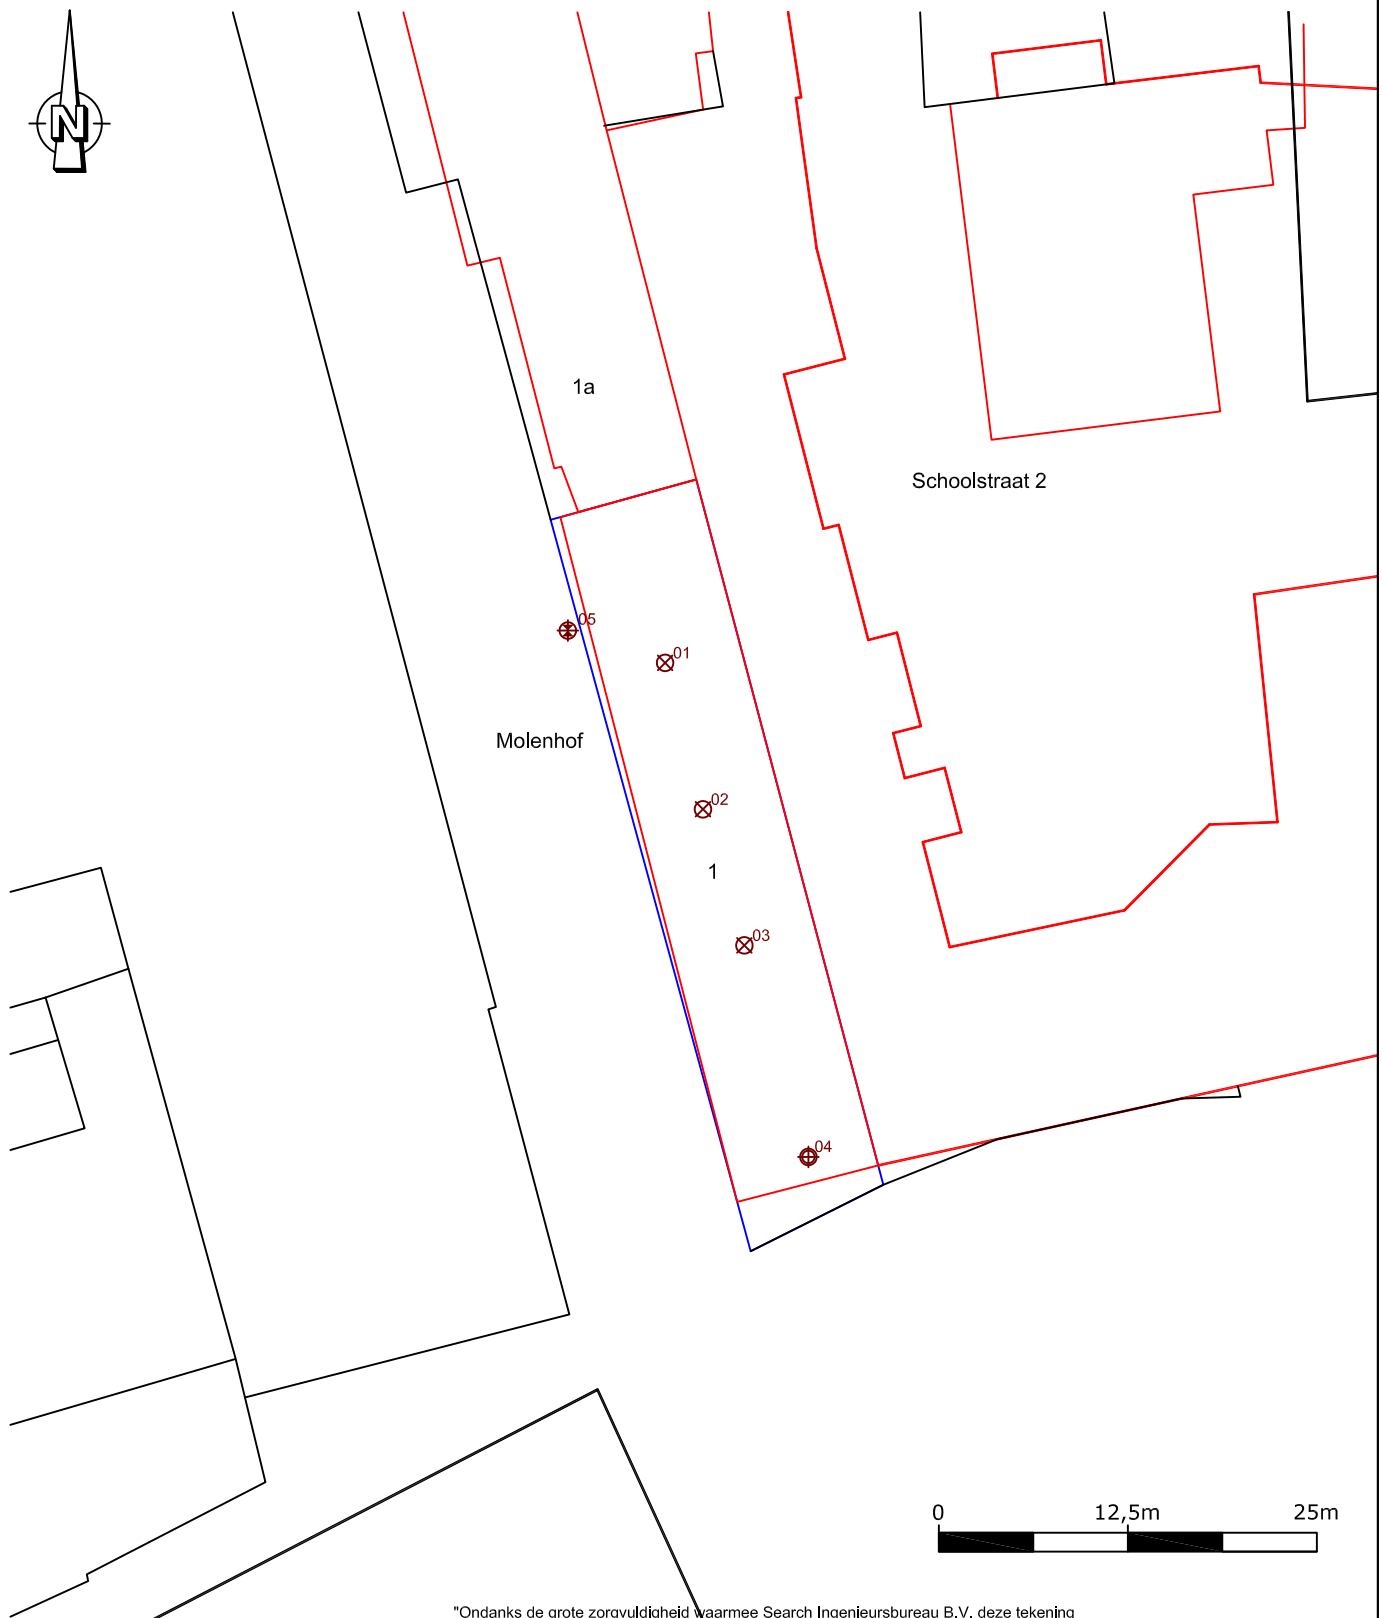 N
1a
Schoolstraat 2
05
01
Molenhof
02
1
03
04
0 12,5m 25m
"Ondanks de grote zorgvuldigheid waarmee Search Ingenieursbureau B.V. deze tekening